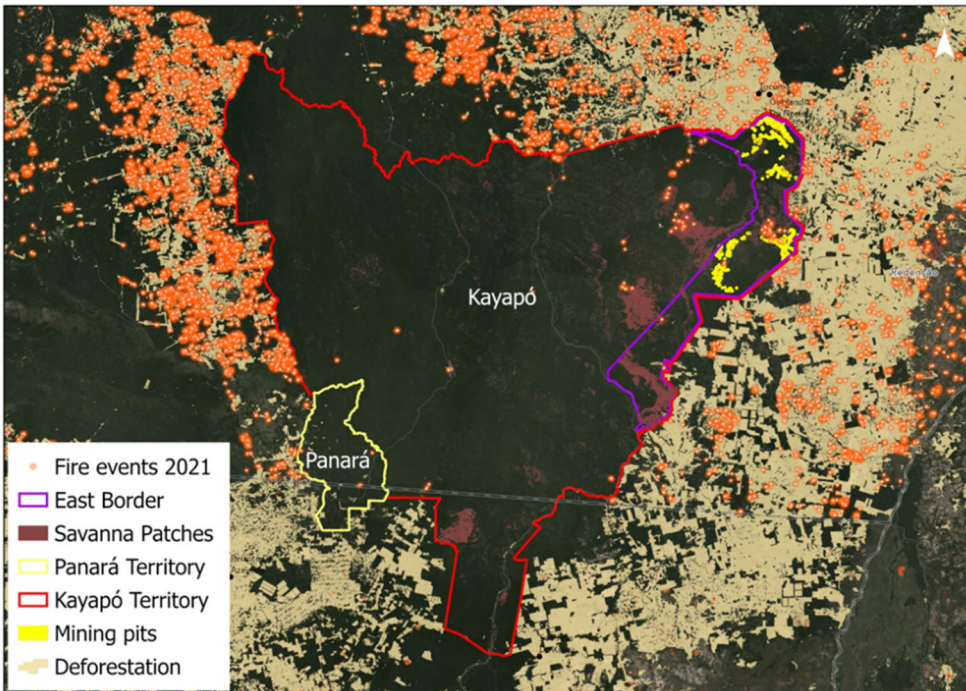 Redenção
Kayapó
Panará
Fire events 2021
East Border
Savanna Patches
Panará Territory
Kayapó Territory
Mining pits
Deforestation